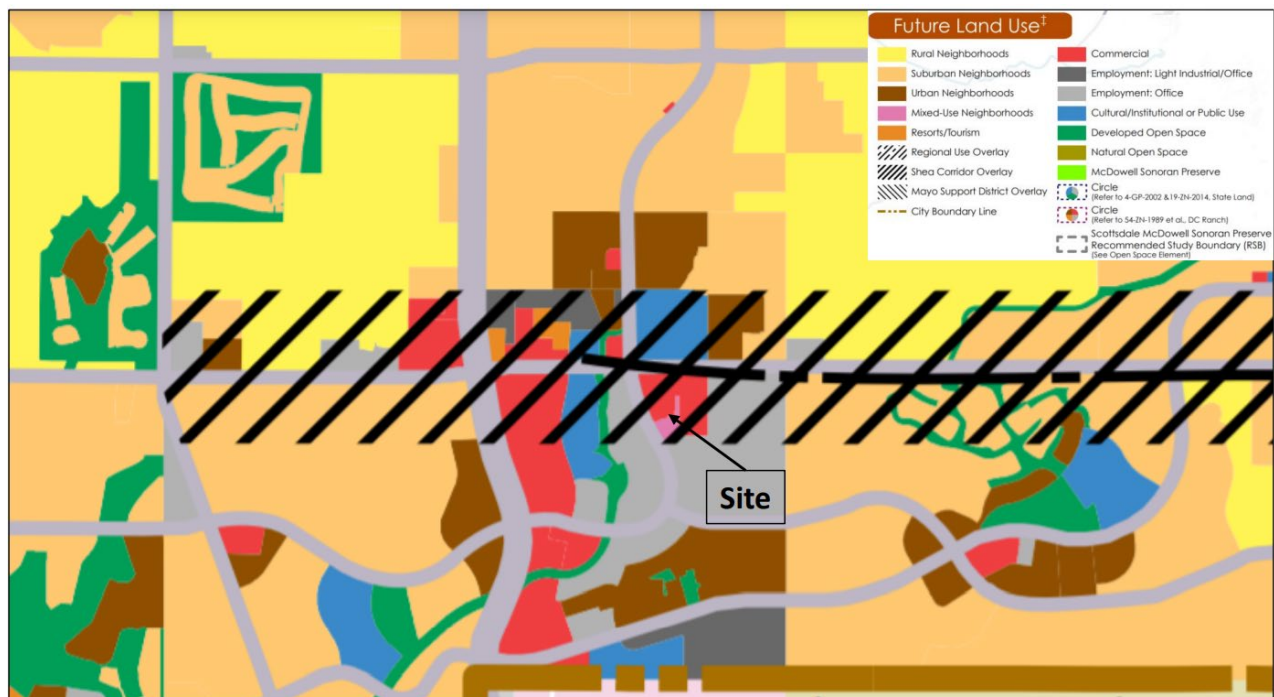 Future Land Use‡
Rural Neighborhoods
Suburban Neighborhoods
Urban Neighborhoods
Mixed-Use Neighborhoods
Resorts/Tourism
Regional Use Overlay
Shea Corridor Overlay
Mayo Support District Overlay
City Boundary Line
Commercial
Employment: Light Industrial/Office
Employment: Office
Cultural/Institutional or Public Use
Developed Open Space
Natural Open Space
McDowell Sonoran Preserve
Circle
(Refer to 4-GP-2002 &19-ZN-2014, State Land)
Circle
(Refer to 54-ZN-1989 et al., DC Ranch)
Scottsdale McDowell Sonoran Preserve
Recommended Study Boundary (RSB)
(See Open Space Element)
Site